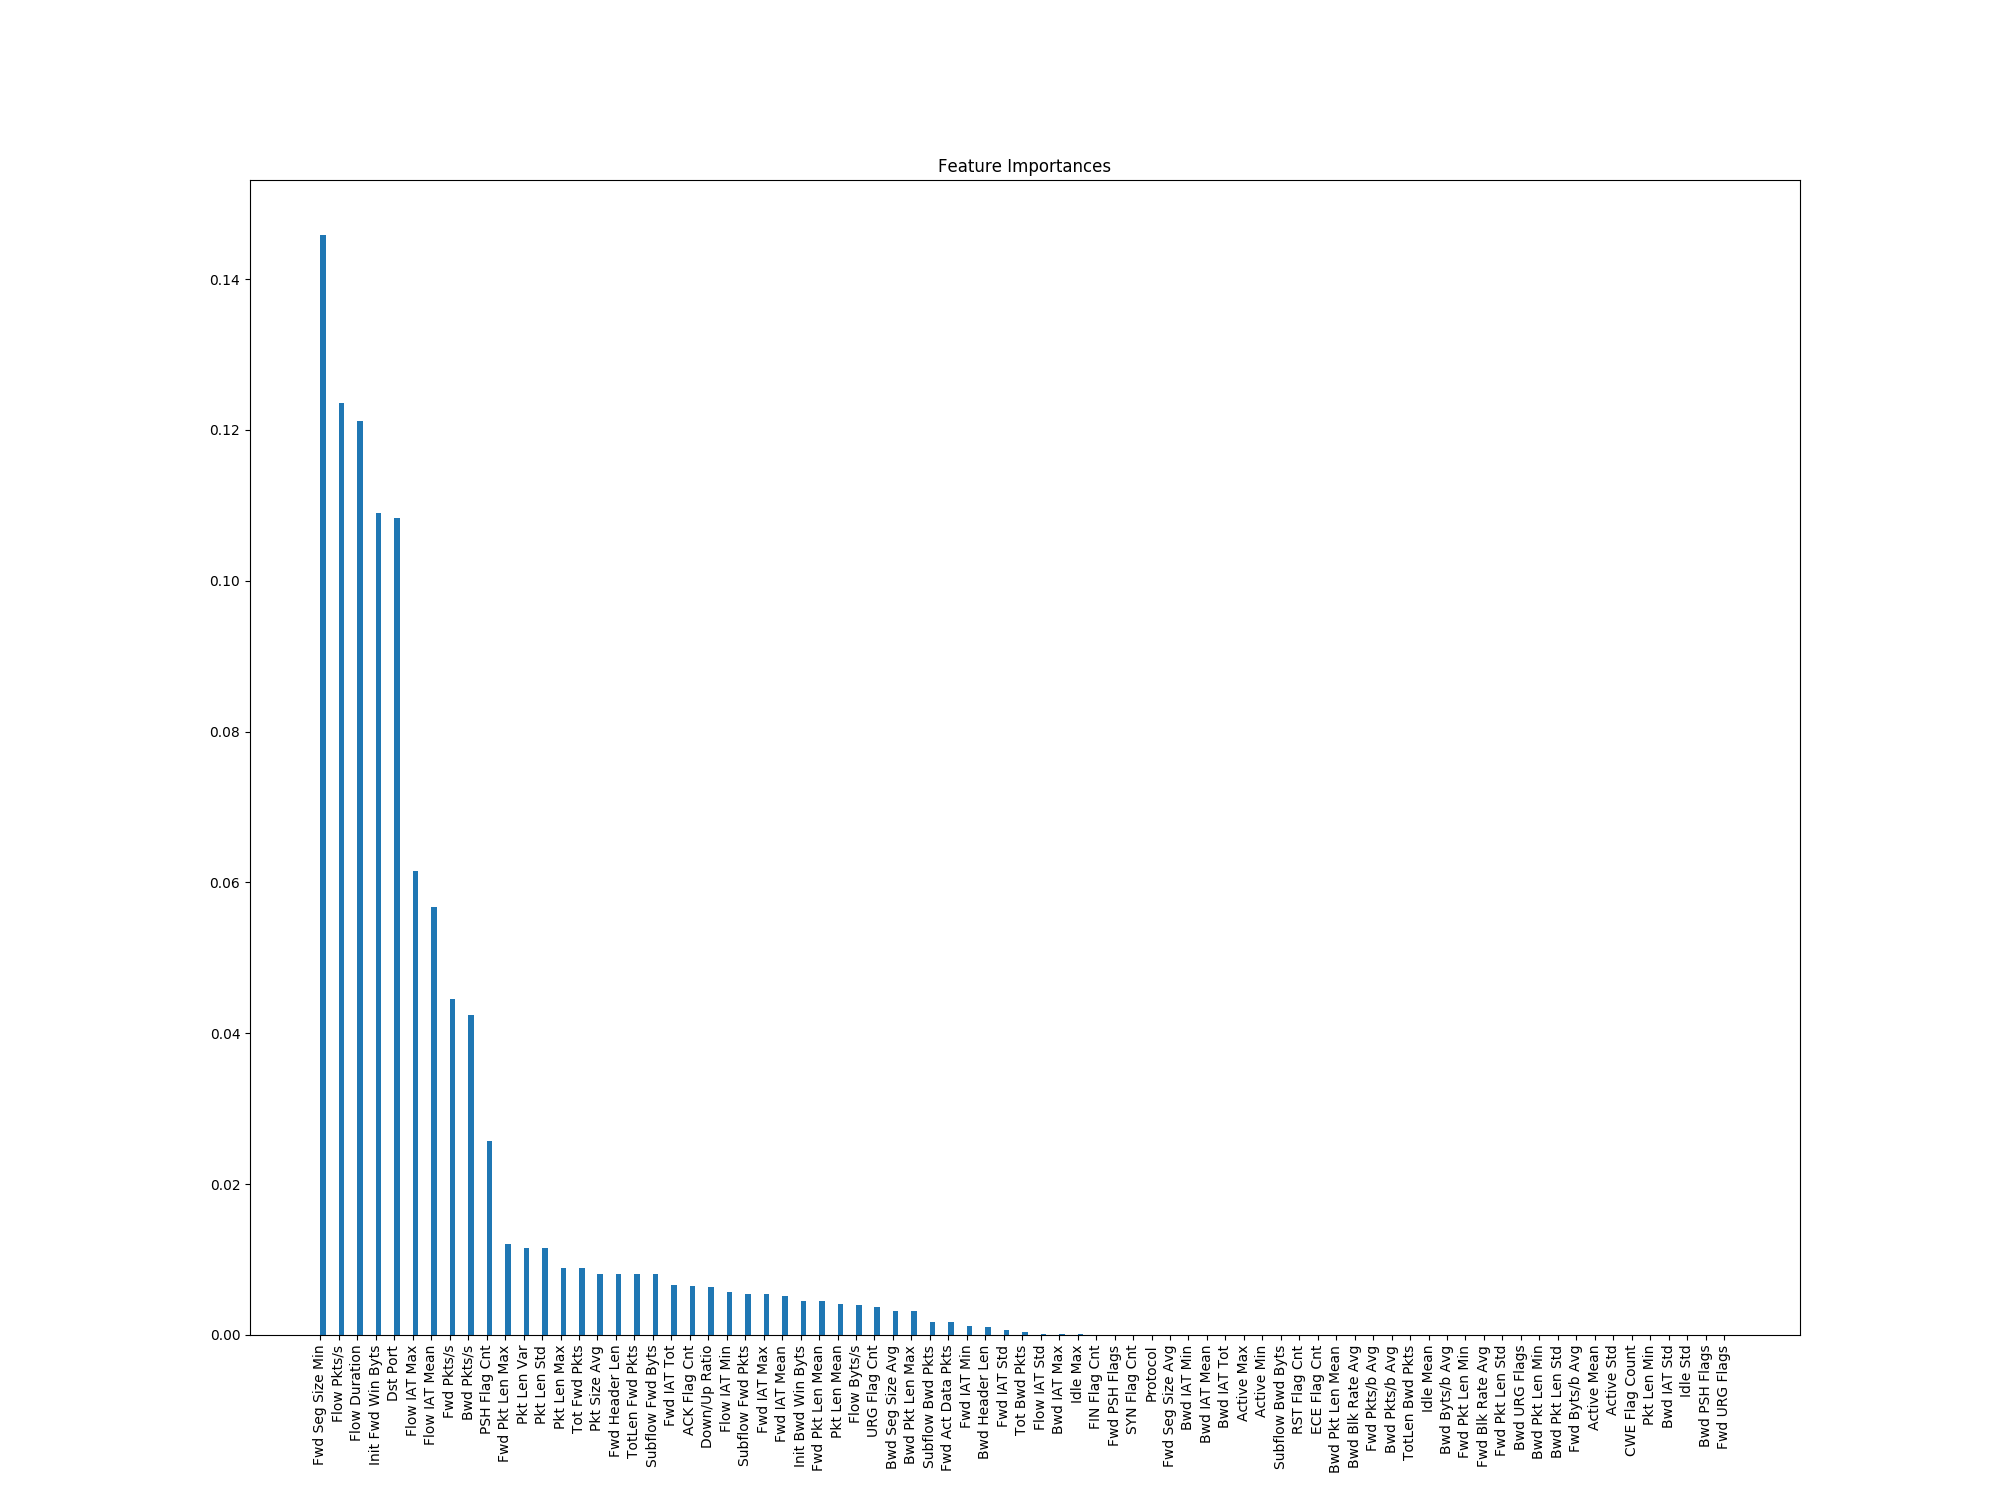 Feature Importances
0.14
0.12
0.10
0.08
0.06
0.04
0.02
0.00
Fwd Seg Size Min
Flow Pkts/s
Flow Duration
Init Fwd Win Byts
Dst Port
Flow IAT Max
Flow IAT Mean
Fwd Pkts/s
Bwd Pkts/s
PSH Flag Cnt
Fwd Pkt Len Max
Pkt Len Var
Pkt Len Std
Pkt Len Max
Tot Fwd Pkts
Pkt Size Avg
Fwd Header Len
TotLen Fwd Pkts
Subflow Fwd Byts
Fwd IAT Tot
ACK Flag Cnt
Down/Up Ratio
Flow IAT Min
Subflow Fwd Pkts
Fwd IAT Max
Fwd IAT Mean
Init Bwd Win Byts
Fwd Pkt Len Mean
Pkt Len Mean
Flow Byts/s
URG Flag Cnt
Bwd Seg Size Avg
Bwd Pkt Len Max
Subflow Bwd Pkts
Fwd Act Data Pkts
Fwd IAT Min
Bwd Header Len
Fwd IAT Std
Tot Bwd Pkts
Flow IAT Std
Bwd IAT Max
Idle Max
FIN Flag Cnt
Fwd PSH Flags
SYN Flag Cnt
Protocol
Fwd Seg Size Avg
Bwd IAT Min
Bwd IAT Mean
Bwd IAT Tot
Active Max
Active Min
Subflow Bwd Byts
RST Flag Cnt
ECE Flag Cnt
Bwd Pkt Len Mean
Bwd Blk Rate Avg
Fwd Pkts/b Avg
Bwd Pkts/b Avg
TotLen Bwd Pkts
Idle Mean
Bwd Byts/b Avg
Fwd Pkt Len Min
Fwd Blk Rate Avg
Fwd Pkt Len Std
Bwd URG Flags
Bwd Pkt Len Min
Bwd Pkt Len Std
Fwd Byts/b Avg
Active Mean
Active Std
CWE Flag Count
Pkt Len Min
Bwd IAT Std
Idle Std
Bwd PSH Flags
Fwd URG Flags